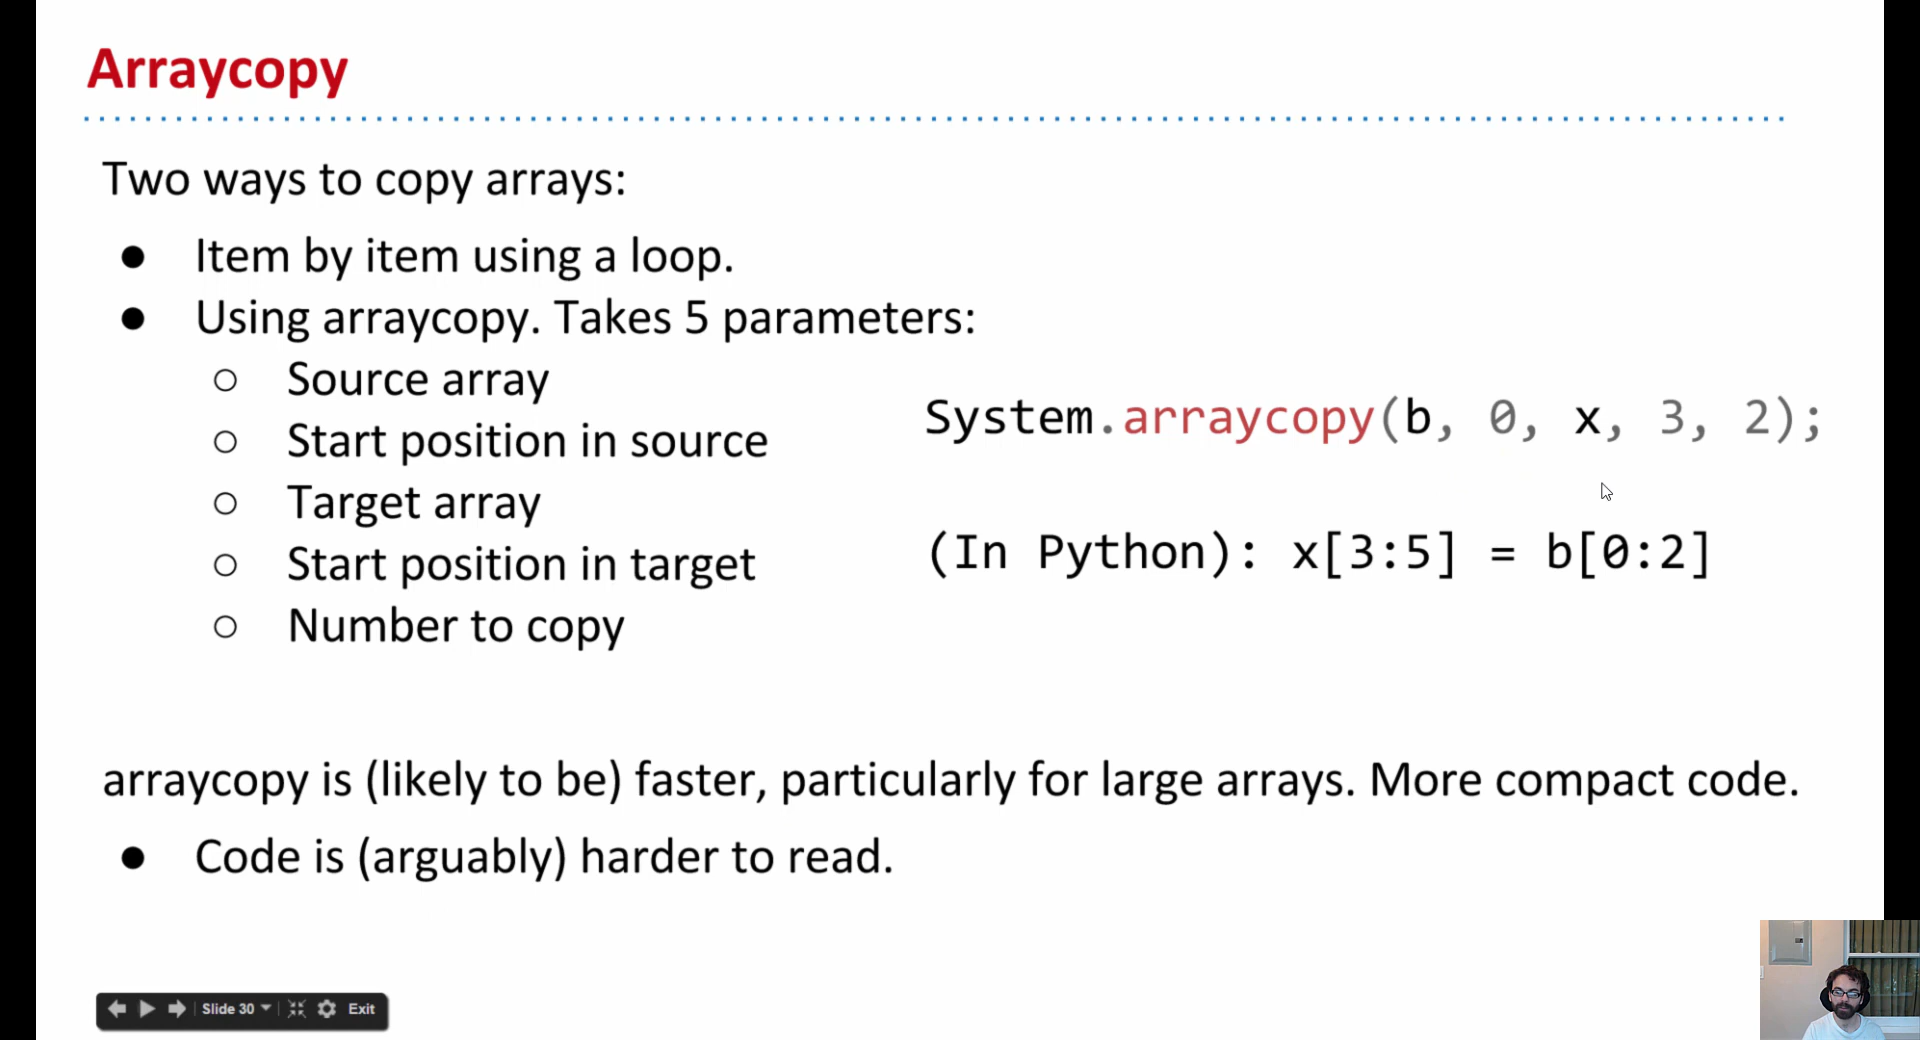 Arraycopy
Two ways to copy arrays:
● Item by item using a loop.
● Using arraycopy. Takes 5 parameters:
○ Source array
○ Start position in source
○ Target array
○ Start position in target
○ Number to copy
System.arraycopy(b, 0, x, 3, 2);
(In Python): x[3:5] = b[0:2]
arraycopy is (likely to be) faster, particularly for large arrays. More compact code.
● Code is (arguably) harder to read.
Slide 30 Exit